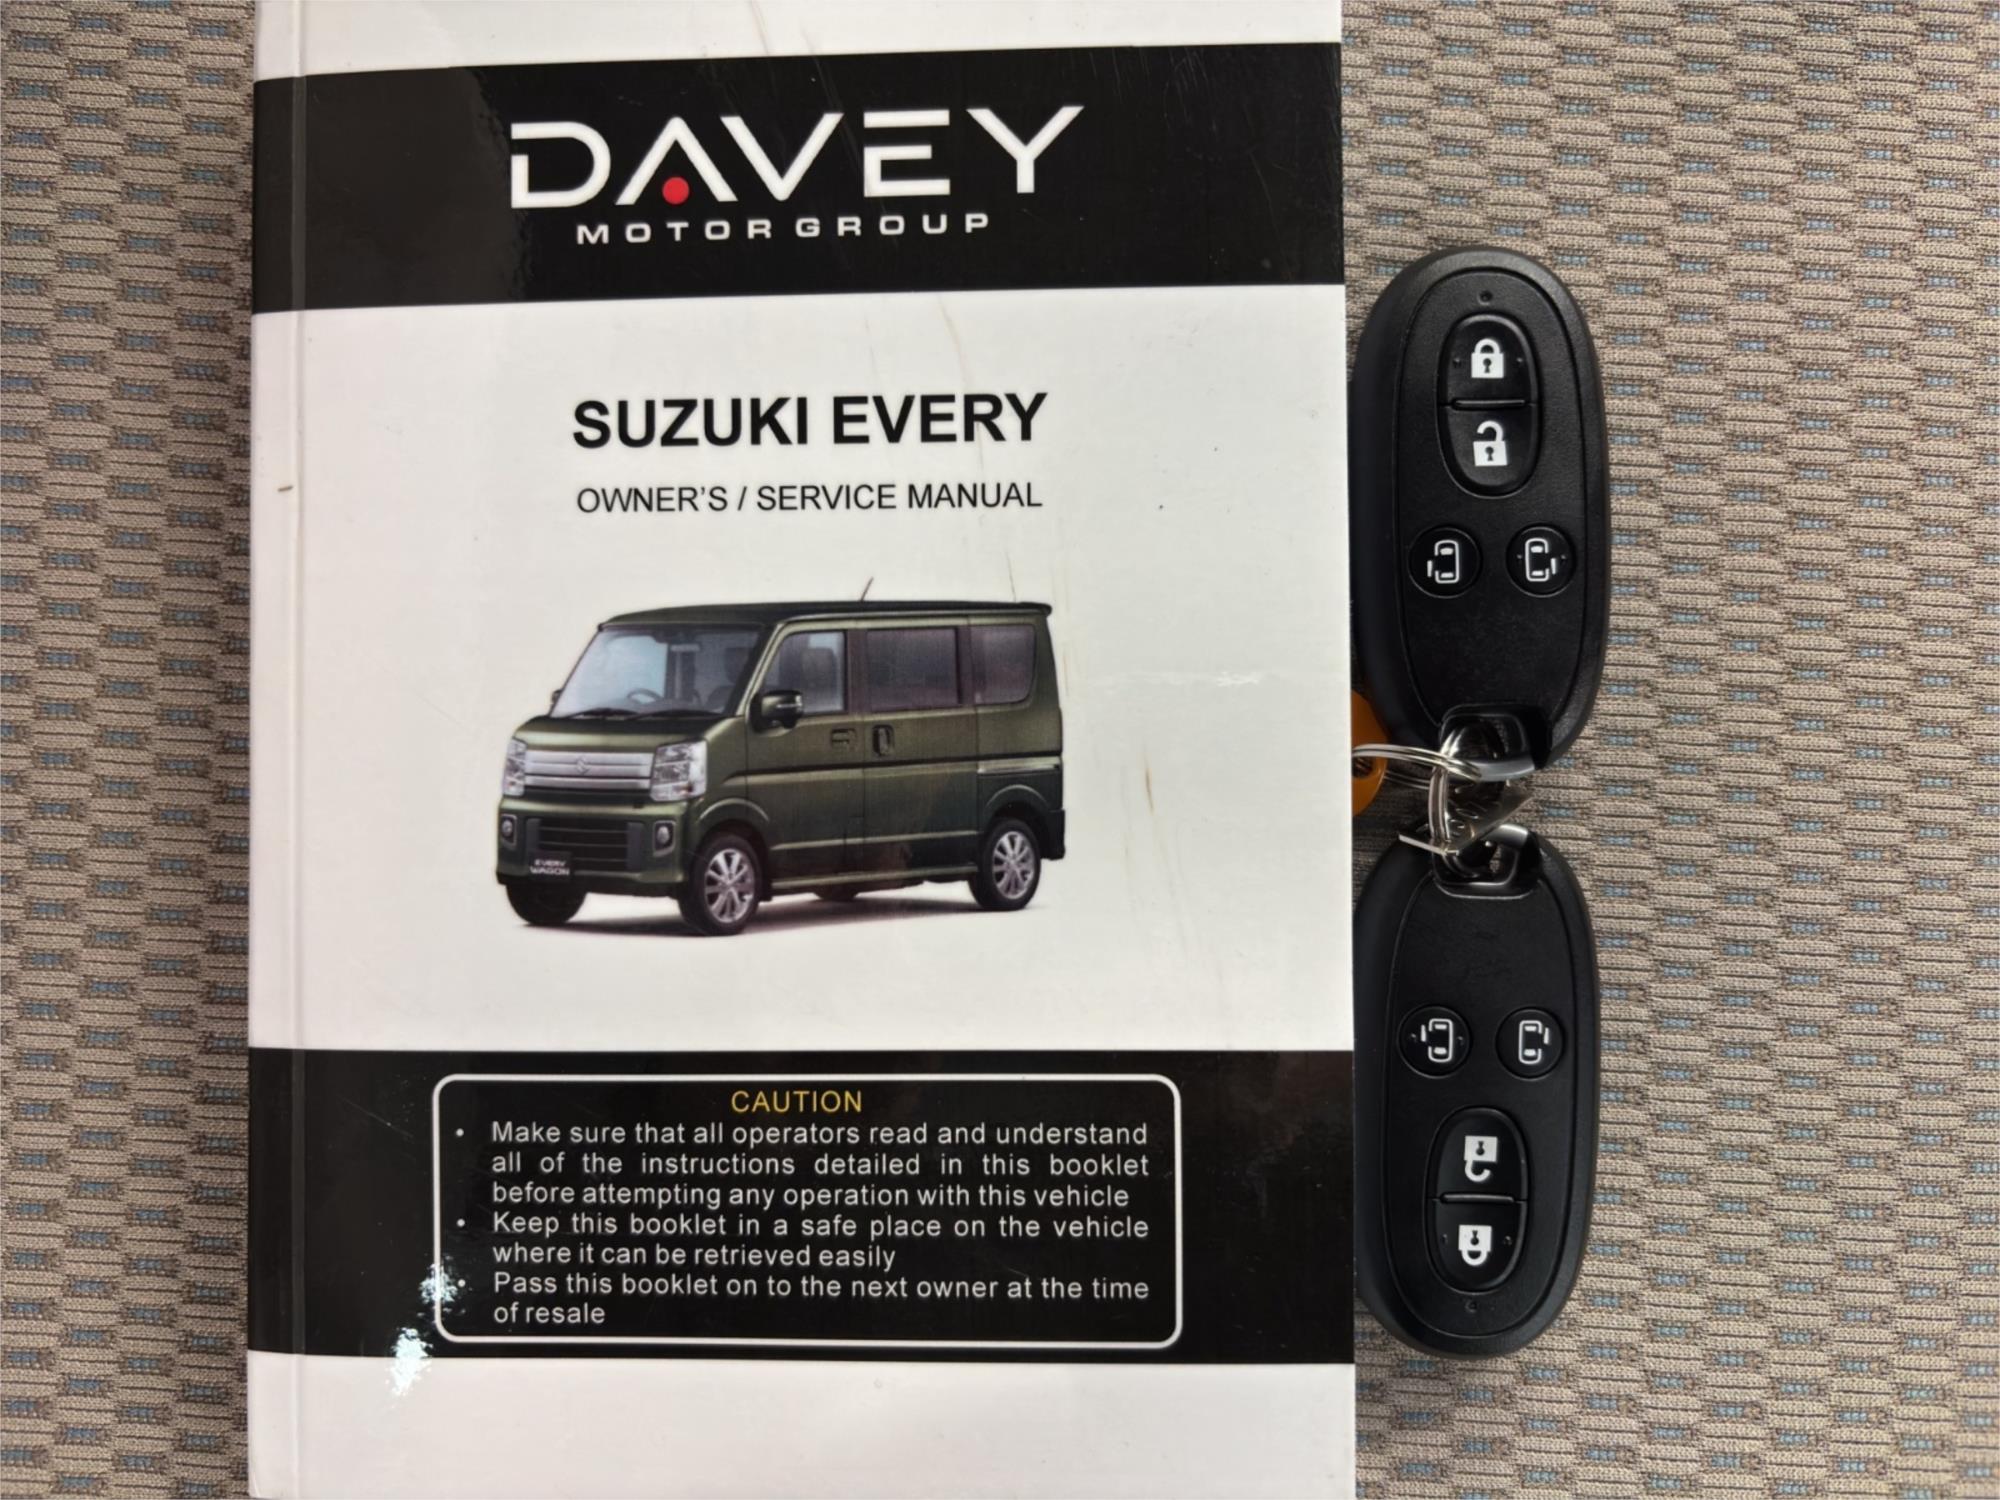 DAVEY
MOTOR GROUP
SUZUKI EVERY
OWNER'S / SERVICE MANUAL
EVERY
WAGON
CAUTION
• Make sure that all operators read and understand
all of the instructions detailed in this booklet
before attempting any operation with this vehicle
• Keep this booklet in a safe place on the vehicle
where it can be retrieved easily
• Pass this booklet on to the next owner at the time
of resale